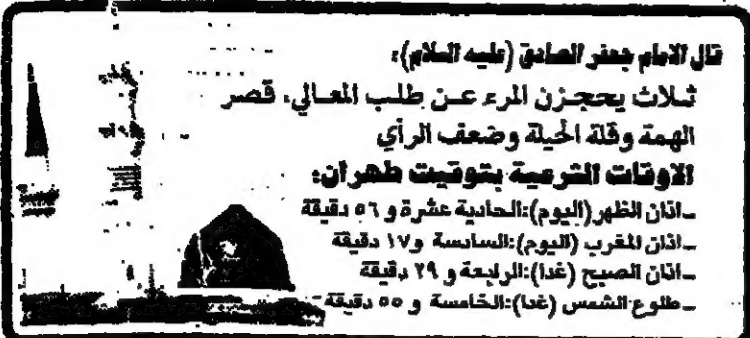 قال الامام جعفر الصادق (عليه السلام):
ثلاث يحجزن المرء عن طلب المعالي، قصر
الهمة وقلة الحيلة وضعف الرأي
الاوقات الشرعية بتوقيت طهران:
ـ اذان الظهر (اليوم): الحادية عشرة و ٥٦ دقيقة
ـ اذان المغرب (اليوم): السادسة و ١٧ دقيقة
ـ اذان الصبح (غدا): الرابعة و ٢٩ دقيقة
ـ طلوع الشمس (غدا): الخامسة و ٥٥ دقيقة